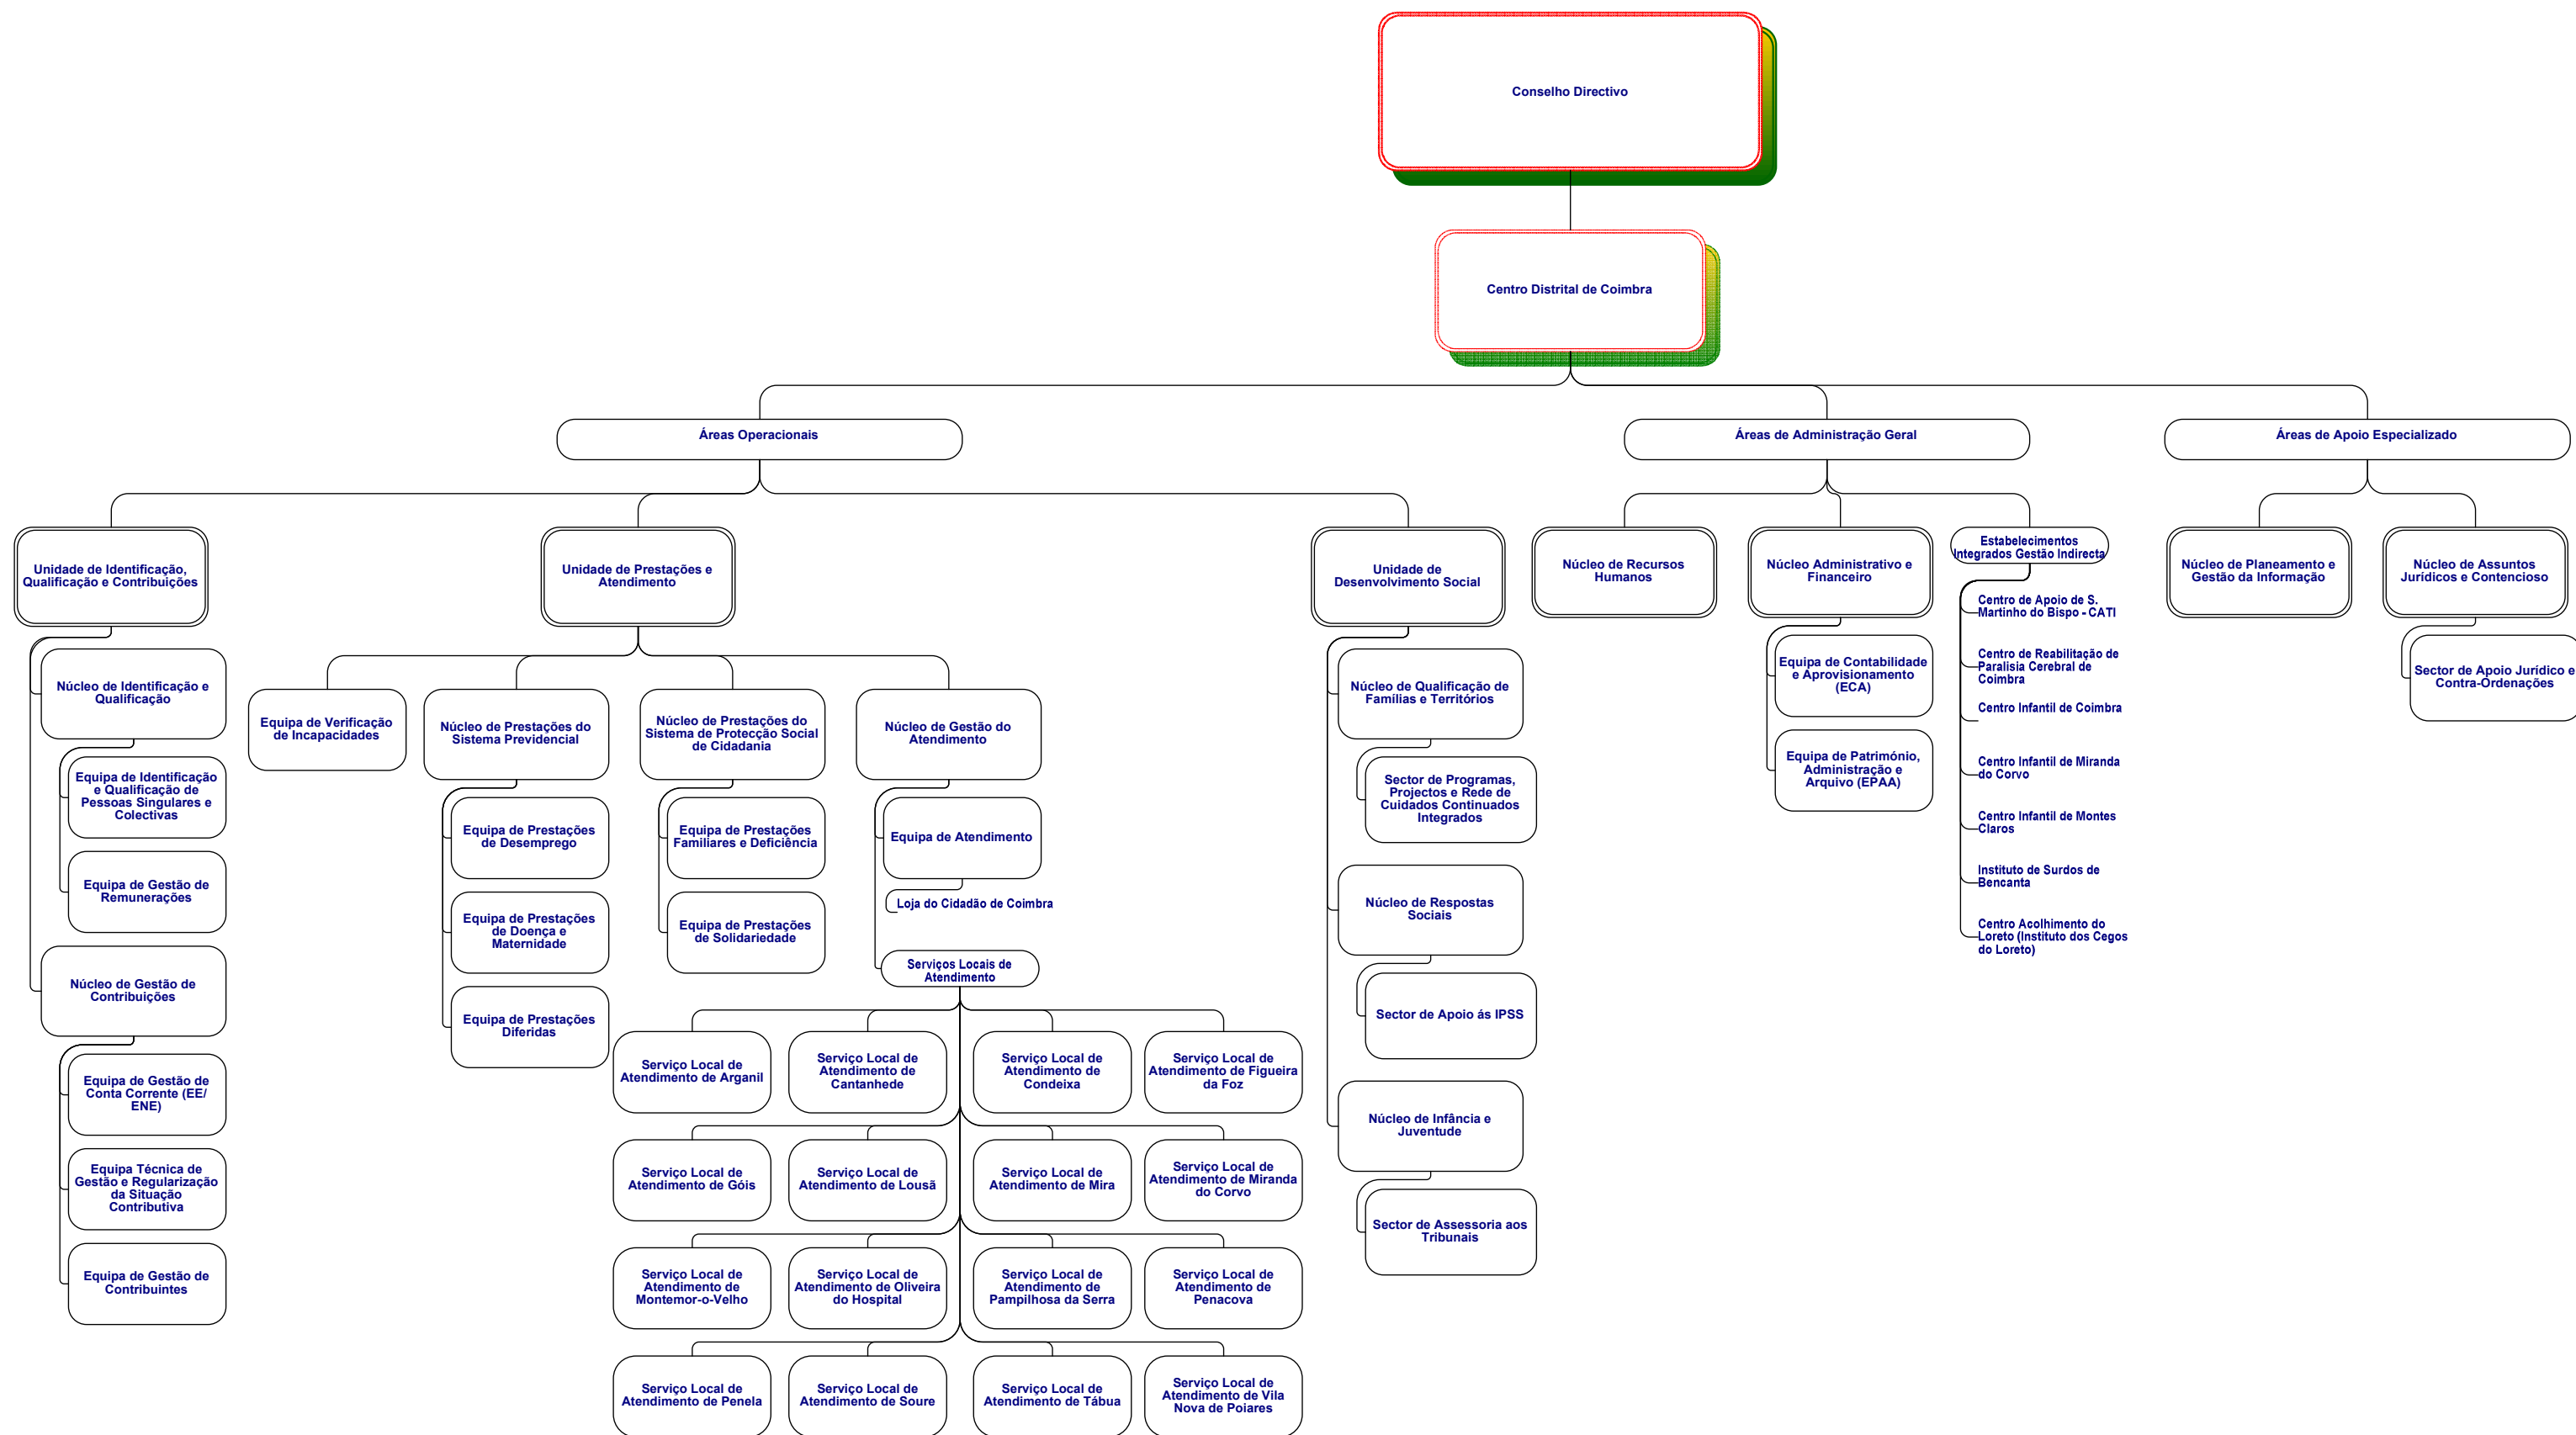 Conselho Directivo
Centro Distrital de Coimbra
Áreas Operacionais
Áreas de Administração Geral
Áreas de Apoio Especializado
Unidade de Identificação,
Qualificação e Contribuições
Unidade de Prestações e
Atendimento
Unidade de
Desenvolvimento Social
Núcleo de Recursos
Humanos
Núcleo Administrativo e
Financeiro
Estabelecimentos
Integrados Gestão Indirecta
Núcleo de Planeamento e
Gestão da Informação
Núcleo de Assuntos
Jurídicos e Contencioso
Núcleo de Identificação e
Qualificação
Equipa de Identificação
e Qualificação de
Pessoas Singulares e
Colectivas
Equipa de Gestão de
Remunerações
Núcleo de Gestão de
Contribuições
Equipa de Gestão de
Conta Corrente (EE/
ENE)
Equipa Técnica de
Gestão e Regularização
da Situação
Contributiva
Equipa de Gestão de
Contribuintes
Equipa de Verificação
de Incapacidades
Núcleo de Prestações do
Sistema Previdencial
Equipa de Prestações
de Desemprego
Equipa de Prestações
de Doença e
Maternidade
Equipa de Prestações
Diferidas
Núcleo de Prestações do
Sistema de Protecção Social
de Cidadania
Equipa de Prestações
Familiares e Deficiência
Equipa de Prestações
de Solidariedade
Núcleo de Gestão do
Atendimento
Equipa de Atendimento
Loja do Cidadão de Coimbra
Serviços Locais de
Atendimento
Serviço Local de
Atendimento de Arganil
Serviço Local de
Atendimento de
Cantanhede
Serviço Local de
Atendimento de
Condeixa
Serviço Local de
Atendimento de Figueira
da Foz
Serviço Local de
Atendimento de Góis
Serviço Local de
Atendimento de Lousã
Serviço Local de
Atendimento de Mira
Serviço Local de
Atendimento de Miranda
do Corvo
Serviço Local de
Atendimento de
Montemor-o-Velho
Serviço Local de
Atendimento de Oliveira
do Hospital
Serviço Local de
Atendimento de
Pampilhosa da Serra
Serviço Local de
Atendimento de
Penacova
Serviço Local de
Atendimento de Penela
Serviço Local de
Atendimento de Soure
Serviço Local de
Atendimento de Tábua
Serviço Local de
Atendimento de Vila
Nova de Poiares
Núcleo de Qualificação de
Famílias e Territórios
Sector de Programas,
Projectos e Rede de
Cuidados Continuados
Integrados
Núcleo de Respostas
Sociais
Sector de Apoio ás IPSS
Núcleo de Infância e
Juventude
Sector de Assessoria aos
Tribunais
Equipa de Contabilidade
e Aprovisionamento
(ECA)
Equipa de Património,
Administração e
Arquivo (EPAA)
Centro de Apoio de S.
Martinho do Bispo - CATI
Centro de Reabilitação de
Paralisia Cerebral de
Coimbra
Centro Infantil de Coimbra
Centro Infantil de Miranda
do Corvo
Centro Infantil de Montes
Claros
Instituto de Surdos de
Bencanta
Centro Acolhimento do
Loreto (Instituto dos Cegos
do Loreto)
Sector de Apoio Jurídico e
Contra-Ordenações